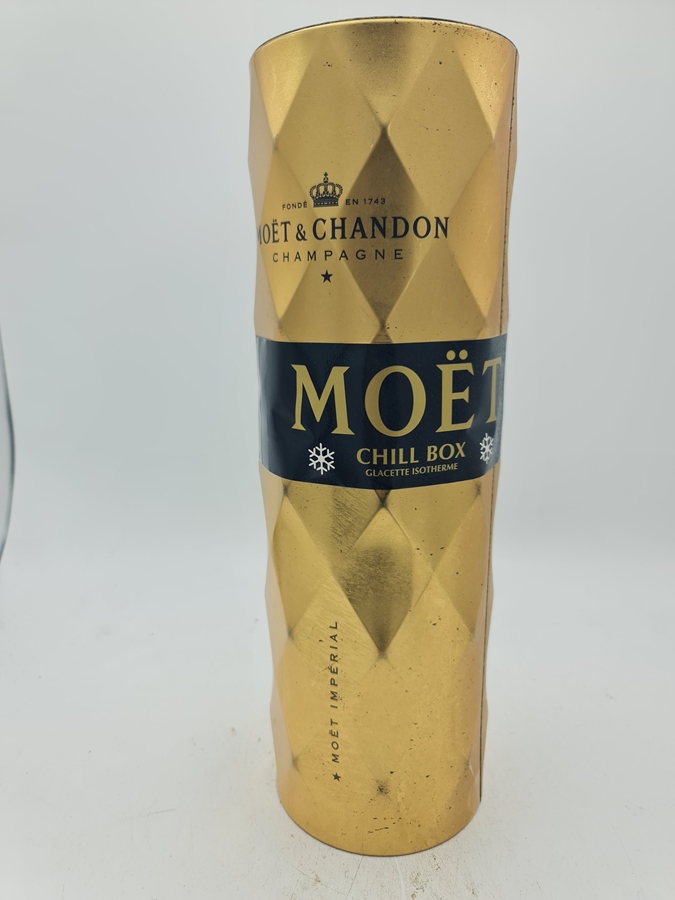 FONDÉ EN 1743
MOËT & CHANDON
CHAMPAGNE
MOËT
CHILL BOX
GLACETTE ISOTHERME
★ MOËT IMPÉRIAL